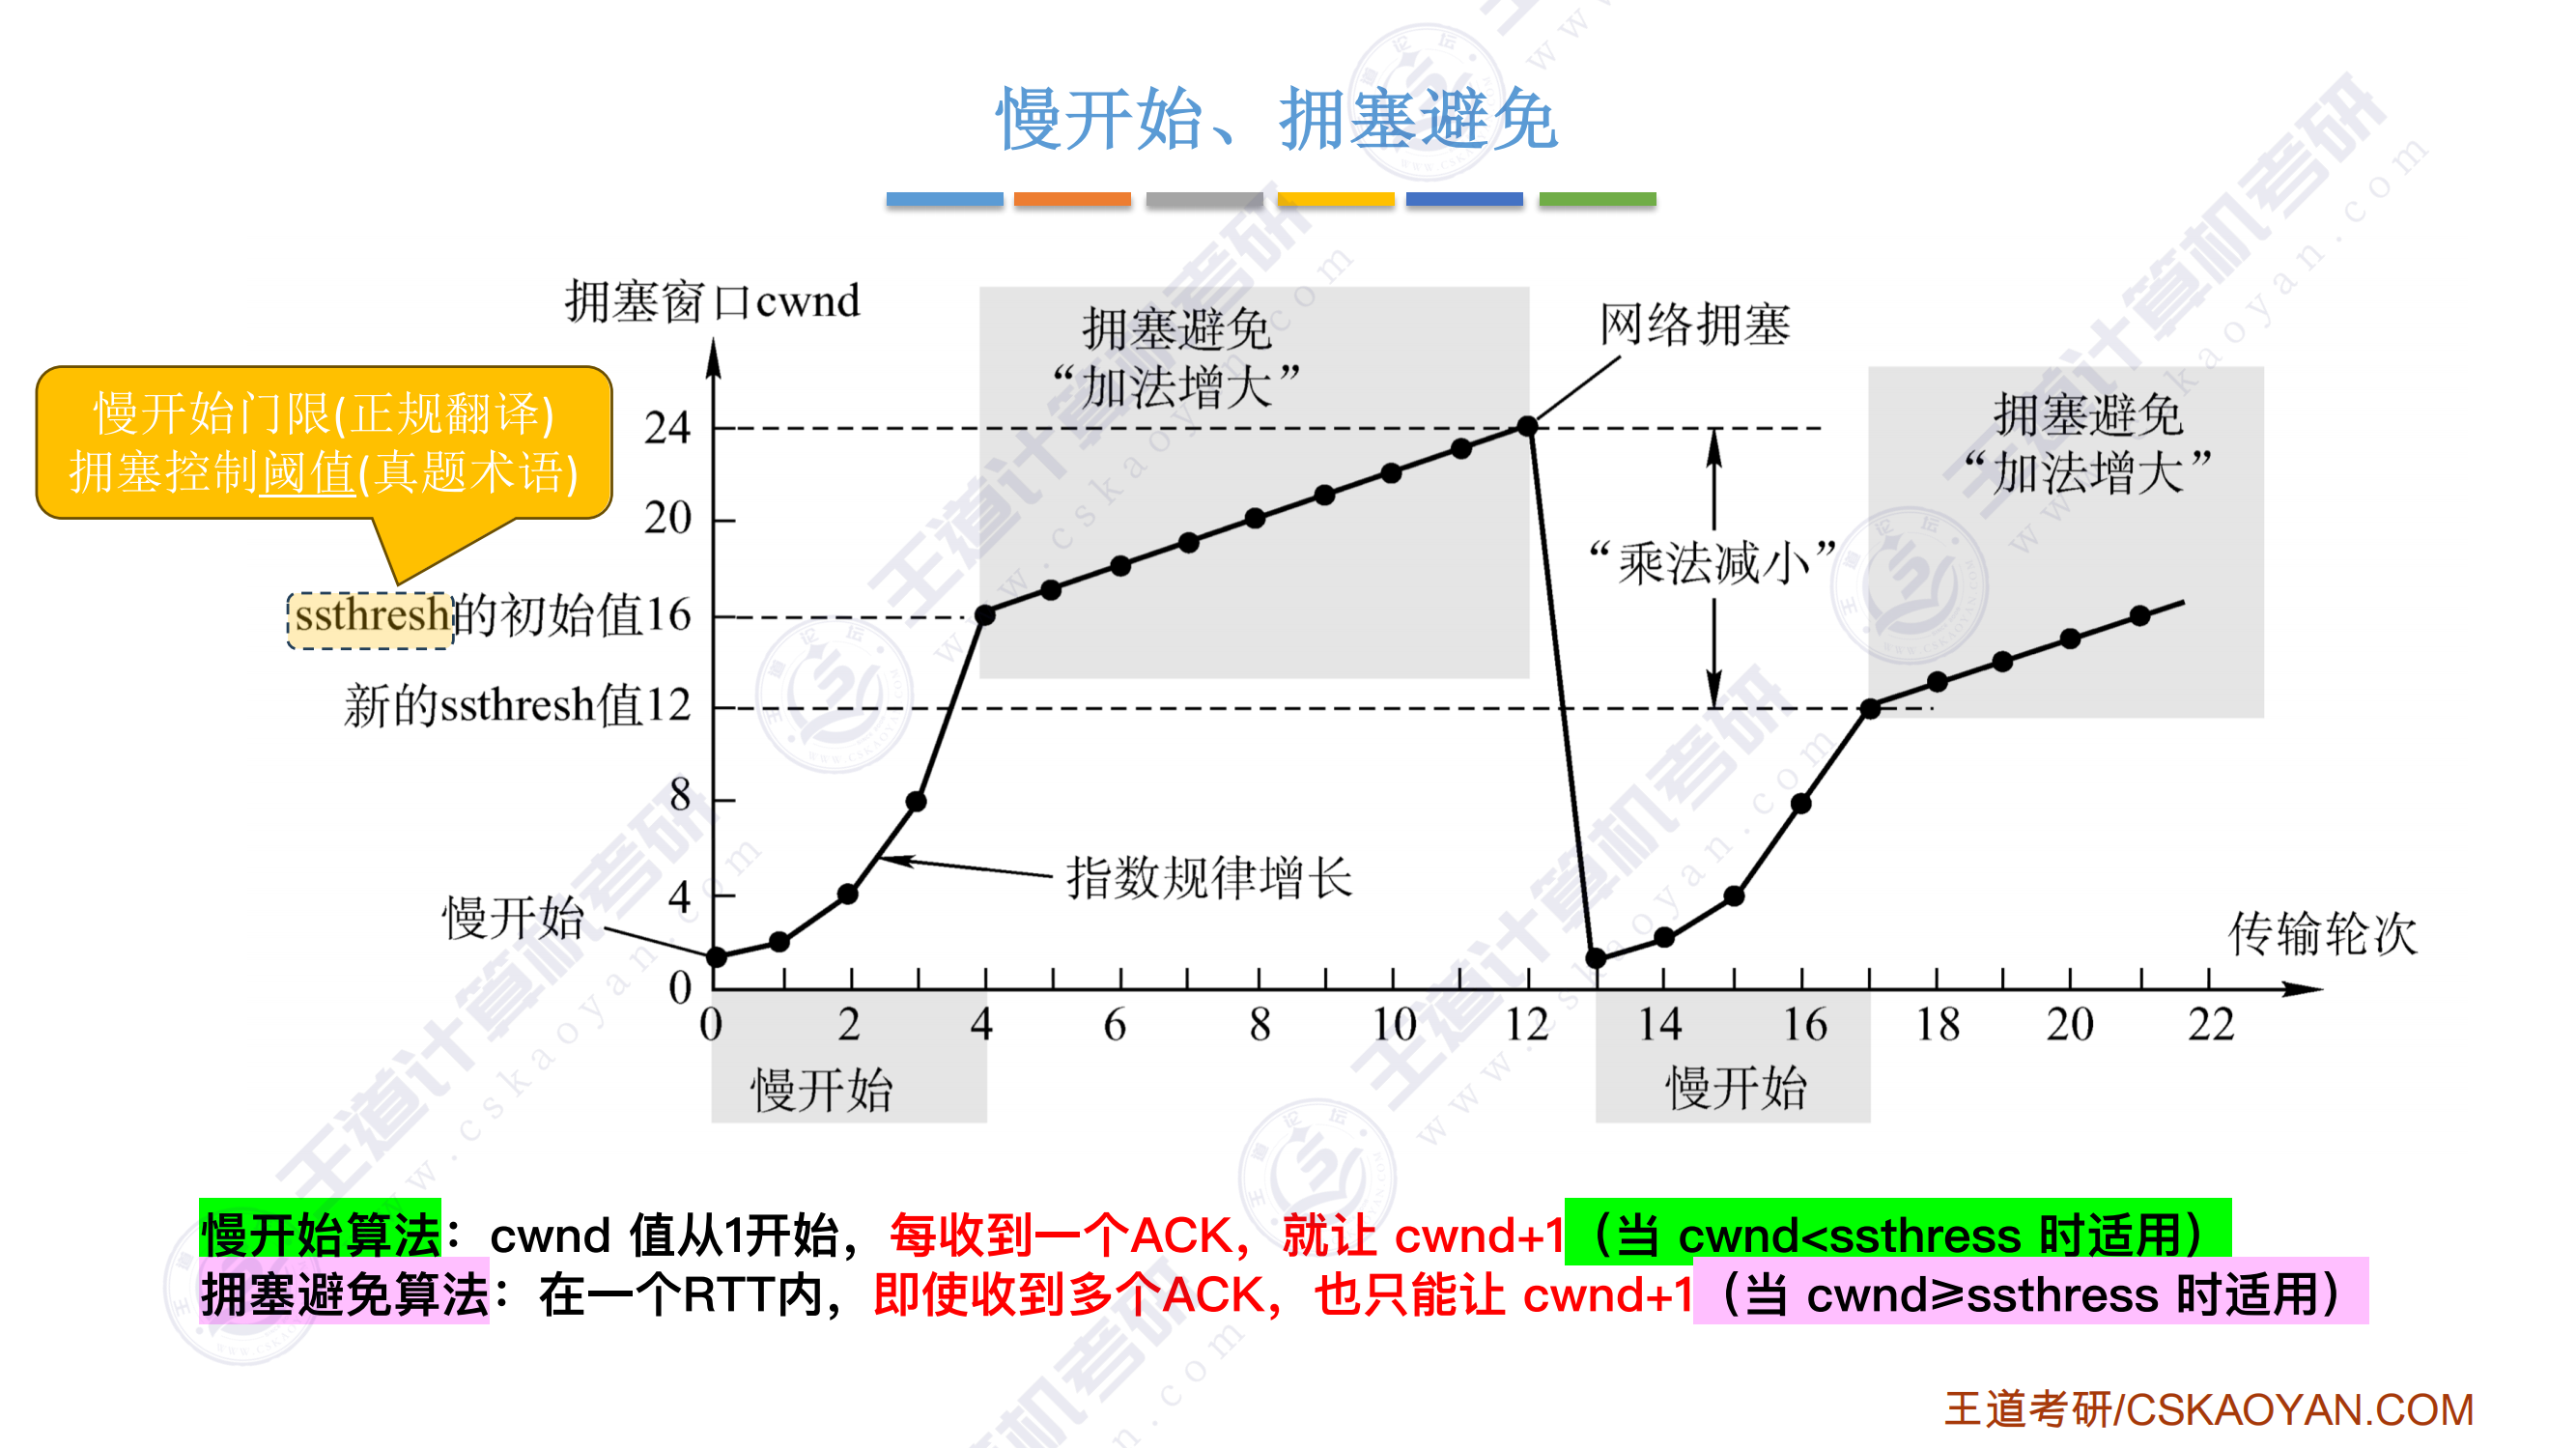 慢开始、拥塞避免
拥塞窗口cwnd
拥塞避免
“加法增大”
网络拥塞
慢开始门限(正规翻译)
拥塞控制阈值(真题术语)
拥塞避免
“加法增大”
24
20
“乘法减小”
ssthresh的初始值16
新的ssthresh值12
8
指数规律增长
4
慢开始
传输轮次
0
0 2 4 6 8 10 12 14 16 18 20 22
慢开始
慢开始
慢开始算法：cwnd 值从1开始，每收到一个ACK，就让 cwnd+1（当 cwnd<ssthress 时适用）
拥塞避免算法：在一个RTT内，即使收到多个ACK，也只能让 cwnd+1（当 cwnd≥ssthress 时适用）
王道考研/CSKAOYAN.COM
王道计算机考研
www.cskaoyan.com